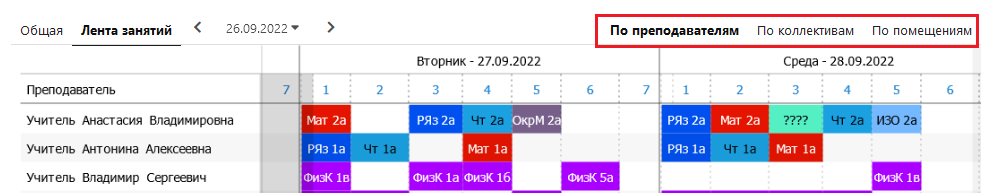 Общая Лента занятий 26.09.2022 По преподавателям По коллективам По помещениям
Вторник - 27.09.2022 Среда - 28.09.2022
Преподаватель 7 1 2 3 4 5 6 7 1 2 3 4 5 6
Учитель Анастасия Владимировна Мат 2а РЯз 2а Чт 2а ОкрМ 2а РЯз 2а Мат 2а ???? Чт 2а ИЗО 2а
Учитель Антонина Алексеевна РЯз 1а Чт 1а Мат 1а РЯз 1а Чт 1а Мат 1а
Учитель Владимир Сергеевич ФизК 1в ФизК 1а ФизК 1б ФизК 5а ФизК 1в